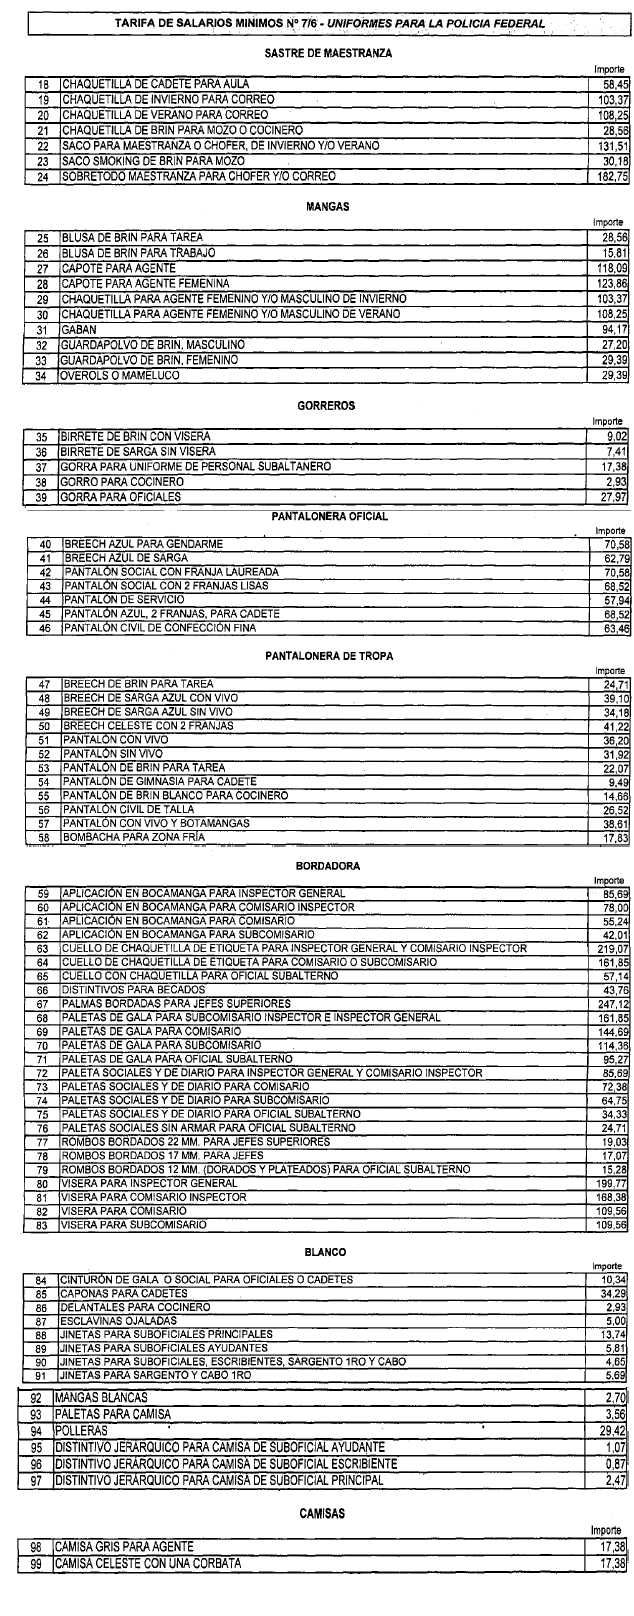 TARIFA DE SALARIOS MINIMOS Nº 7/6 - UNIFORMES PARA LA POLICIA FEDERAL
SASTRE DE MAESTRANZA
Importe
18 CHAQUETILLA DE CADETE PARA AULA 58,45
19 CHAQUETILLA DE INVIERNO PARA CORREO 103,37
20 CHAQUETILLA DE VERANO PARA CORREO 108,25
21 CHAQUETILLA DE BRIN PARA MOZO O COCINERO 28,56
22 SACO PARA MAESTRANZA O CHOFER, DE INVIERNO Y/O VERANO 131,51
23 SACO SMOKING DE BRIN PARA MOZO 30,18
24 SOBRETODO MAESTRANZA PARA CHOFER Y/O CORREO 182,75
MANGAS
Importe
25 BLUSA DE BRIN PARA TAREA 28,56
26 BLUSA DE BRIN PARA TRABAJO 15,81
27 CAPOTE PARA AGENTE 118,09
28 CAPOTE PARA AGENTE FEMENINA 123,86
29 CHAQUETILLA PARA AGENTE FEMENINO Y/O MASCULINO DE INVIERNO 103,37
30 CHAQUETILLA PARA AGENTE FEMENINO Y/O MASCULINO DE VERANO 108,25
31 GABAN 94,17
32 GUARDAPOLVO DE BRIN, MASCULINO 27,20
33 GUARDAPOLVO DE BRIN, FEMENINO 29,39
34 OVEROLS O MAMELUCO 29,39
GORREROS
Importe
35 BIRRETE DE BRIN CON VISERA 9,02
36 BIRRETE DE SARGA SIN VISERA 7,41
37 GORRA PARA UNIFORME DE PERSONAL SUBALTANERO 17,38
38 GORRO PARA COCINERO 2,93
39 GORRA PARA OFICIALES 27,97
PANTALONERA OFICIAL
Importe
40 BREECH AZUL PARA GENDARME 70,58
41 BREECH AZUL DE SARGA 62,79
42 PANTALÓN SOCIAL CON FRANJA LAUREADA 70,58
43 PANTALÓN SOCIAL CON 2 FRANJAS LISAS 68,52
44 PANTALÓN DE SERVICIO 57,94
45 PANTALÓN AZUL, 2 FRANJAS, PARA CADETE 68,52
46 PANTALÓN CIVIL DE CONFECCIÓN FINA 63,46
PANTALONERA DE TROPA
Importe
47 BREECH DE BRIN PARA TAREA 24,71
48 BREECH DE SARGA AZUL CON VIVO 39,10
49 BREECH DE SARGA AZUL SIN VIVO 34,18
50 BREECH CELESTE CON 2 FRANJAS 41,22
51 PANTALÓN CON VIVO 36,20
52 PANTALÓN SIN VIVO 31,92
53 PANTALÓN DE BRIN PARA TAREA 22,07
54 PANTALÓN DE GIMNASIA PARA CADETE 9,49
55 PANTALÓN DE BRIN BLANCO PARA COCINERO 14,66
56 PANTALÓN CIVIL DE TALLA 26,52
57 PANTALÓN CON VIVO Y BOTAMANGAS 38,61
58 BOMBACHA PARA ZONA FRÍA 17,83
BORDADORA
Importe
59 APLICACIÓN EN BOCAMANGA PARA INSPECTOR GENERAL 85,69
60 APLICACIÓN EN BOCAMANGA PARA COMISARIO INSPECTOR 78,00
61 APLICACIÓN EN BOCAMANGA PARA COMISARIO 55,24
62 APLICACIÓN EN BOCAMANGA PARA SUBCOMISARIO 42,01
63 CUELLO DE CHAQUETILLA DE ETIQUETA PARA INSPECTOR GENERAL Y COMISARIO INSPECTOR 219,07
64 CUELLO DE CHAQUETILLA DE ETIQUETA PARA COMISARIO O SUBCOMISARIO 161,85
65 CUELLO CON CHAQUETILLA PARA OFICIAL SUBALTERNO 57,14
66 DISTINTIVOS PARA BECADOS 43,76
67 PALMAS BORDADAS PARA JEFES SUPERIORES 247,12
68 PALETAS DE GALA PARA SUBCOMISARIO INSPECTOR E INSPECTOR GENERAL 161,85
69 PALETAS DE GALA PARA COMISARIO 144,69
70 PALETAS DE GALA PARA SUBCOMISARIO 114,36
71 PALETAS DE GALA PARA OFICIAL SUBALTERNO 95,27
72 PALETA SOCIALES Y DE DIARIO PARA INSPECTOR GENERAL Y COMISARIO INSPECTOR 85,69
73 PALETAS SOCIALES Y DE DIARIO PARA COMISARIO 72,38
74 PALETAS SOCIALES Y DE DIARIO PARA SUBCOMISARIO 64,75
75 PALETAS SOCIALES Y DE DIARIO PARA OFICIAL SUBALTERNO 34,33
76 PALETAS SOCIALES SIN ARMAR PARA OFICIAL SUBALTERNO 24,71
77 ROMBOS BORDADOS 22 MM. PARA JEFES SUPERIORES 19,03
78 ROMBOS BORDADOS 17 MM. PARA JEFES 17,07
79 ROMBOS BORDADOS 12 MM. (DORADOS Y PLATEADOS) PARA OFICIAL SUBALTERNO 15,28
80 VISERA PARA INSPECTOR GENERAL 199,77
81 VISERA PARA COMISARIO INSPECTOR 168,38
82 VISERA PARA COMISARIO 109,56
83 VISERA PARA SUBCOMISARIO 109,56
BLANCO
Importe
84 CINTURÓN DE GALA O SOCIAL PARA OFICIALES O CADETES 10,34
85 CAPONAS PARA CADETES 34,29
86 DELANTALES PARA COCINERO 2,93
87 ESCLAVINAS OJALADAS 5,00
88 JINETAS PARA SUBOFICIALES PRINCIPALES 13,74
89 JINETAS PARA SUBOFICIALES AYUDANTES 5,81
90 JINETAS PARA SUBOFICIALES, ESCRIBIENTES, SARGENTO 1RO Y CABO 4,65
91 JINETAS PARA SARGENTO Y CABO 1RO 5,69
92 MANGAS BLANCAS 2,70
93 PALETAS PARA CAMISA 3,56
94 POLLERAS 29,42
95 DISTINTIVO JERÁRQUICO PARA CAMISA DE SUBOFICIAL AYUDANTE 1,07
96 DISTINTIVO JERÁRQUICO PARA CAMISA DE SUBOFICIAL ESCRIBIENTE 0,87
97 DISTINTIVO JERÁRQUICO PARA CAMISA DE SUBOFICIAL PRINCIPAL 2,47
CAMISAS
Importe
98 CAMISA GRIS PARA AGENTE 17,38
99 CAMISA CELESTE CON UNA CORBATA 17,38